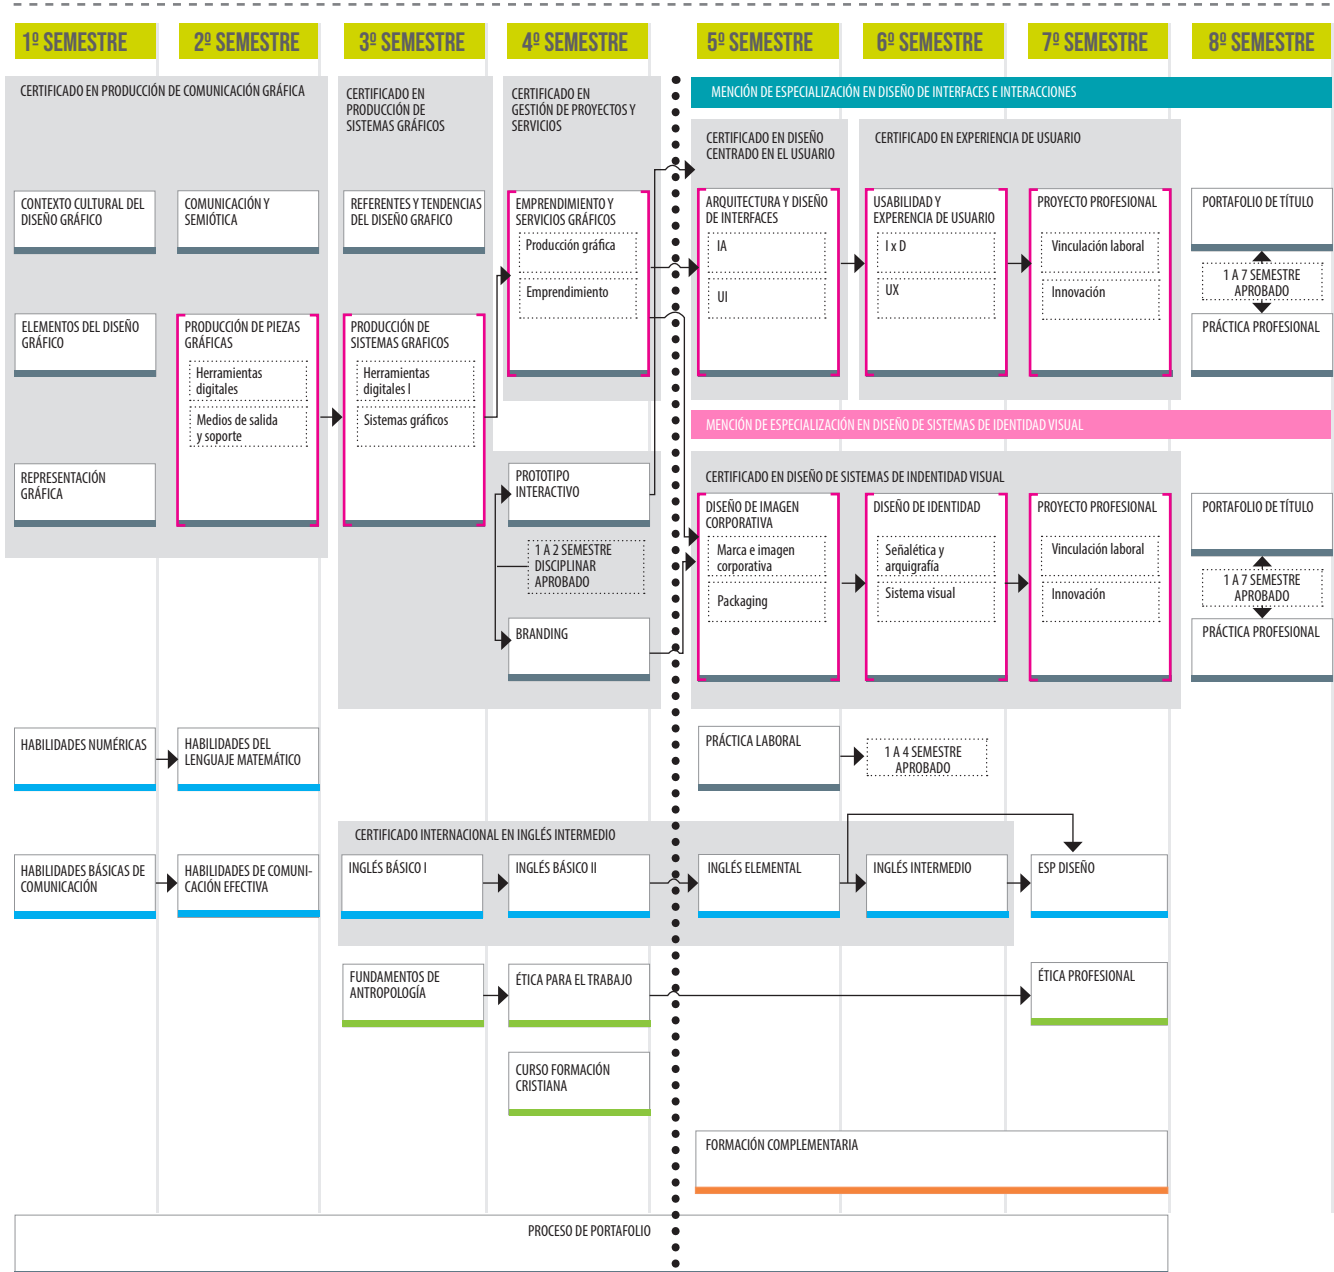 1º SEMESTRE
2º SEMESTRE
3º SEMESTRE
4º SEMESTRE
5º SEMESTRE
6º SEMESTRE
7º SEMESTRE
8º SEMESTRE
CERTIFICADO EN PRODUCCIÓN DE COMUNICACIÓN GRÁFICA
CERTIFICADO EN
PRODUCCIÓN DE
SISTEMAS GRÁFICOS
CERTIFICADO EN
GESTIÓN DE PROYECTOS Y
SERVICIOS
MENCIÓN DE ESPECIALIZACIÓN EN DISEÑO DE INTERFACES E INTERACCIONES
CERTIFICADO EN DISEÑO
CENTRADO EN EL USUARIO
CERTIFICADO EN EXPERIENCIA DE USUARIO
CONTEXTO CULTURAL DEL
DISEÑO GRÁFICO
COMUNICACIÓN Y
SEMIÓTICA
REFERENTES Y TENDENCIAS
DEL DISEÑO GRAFICO
EMPRENDIMIENTO Y
SERVICIOS GRÁFICOS
Producción gráfica
Emprendimiento
ARQUITECTURA Y DISEÑO
DE INTERFACES
IA
UI
USABILIDAD Y
EXPERENCIA DE USUARIO
I x D
UX
PROYECTO PROFESIONAL
Vinculación laboral
Innovación
PORTAFOLIO DE TÍTULO
1 A 7 SEMESTRE
APROBADO
PRÁCTICA PROFESIONAL
ELEMENTOS DEL DISEÑO
GRÁFICO
PRODUCCIÓN DE PIEZAS
GRÁFICAS
Herramientas
digitales
Medios de salida
y soporte
PRODUCCIÓN DE
SISTEMAS GRAFICOS
Herramientas
digitales I
Sistemas gráficos
MENCIÓN DE ESPECIALIZACIÓN EN DISEÑO DE SISTEMAS DE IDENTIDAD VISUAL
REPRESENTACIÓN
GRÁFICA
PROTOTIPO
INTERACTIVO
1 A 2 SEMESTRE
DISCIPLINAR
APROBADO
BRANDING
CERTIFICADO EN DISEÑO DE SISTEMAS DE INDENTIDAD VISUAL
DISEÑO DE IMAGEN
CORPORATIVA
Marca e imagen
corporativa
Packaging
DISEÑO DE IDENTIDAD
Señalética y
arquigrafía
Sistema visual
PROYECTO PROFESIONAL
Vinculación laboral
Innovación
PORTAFOLIO DE TÍTULO
1 A 7 SEMESTRE
APROBADO
PRÁCTICA PROFESIONAL
HABILIDADES NUMÉRICAS
HABILIDADES DEL
LENGUAJE MATEMÁTICO
PRÁCTICA LABORAL
1 A 4 SEMESTRE
APROBADO
CERTIFICADO INTERNACIONAL EN INGLÉS INTERMEDIO
HABILIDADES BÁSICAS DE
COMUNICACIÓN
HABILIDADES DE COMUNI-
CACIÓN EFECTIVA
INGLÉS BÁSICO I
INGLÉS BÁSICO II
INGLÉS ELEMENTAL
INGLÉS INTERMEDIO
ESP DISEÑO
FUNDAMENTOS DE
ANTROPOLOGÍA
ÉTICA PARA EL TRABAJO
ÉTICA PROFESIONAL
CURSO FORMACIÓN
CRISTIANA
FORMACIÓN COMPLEMENTARIA
PROCESO DE PORTAFOLIO